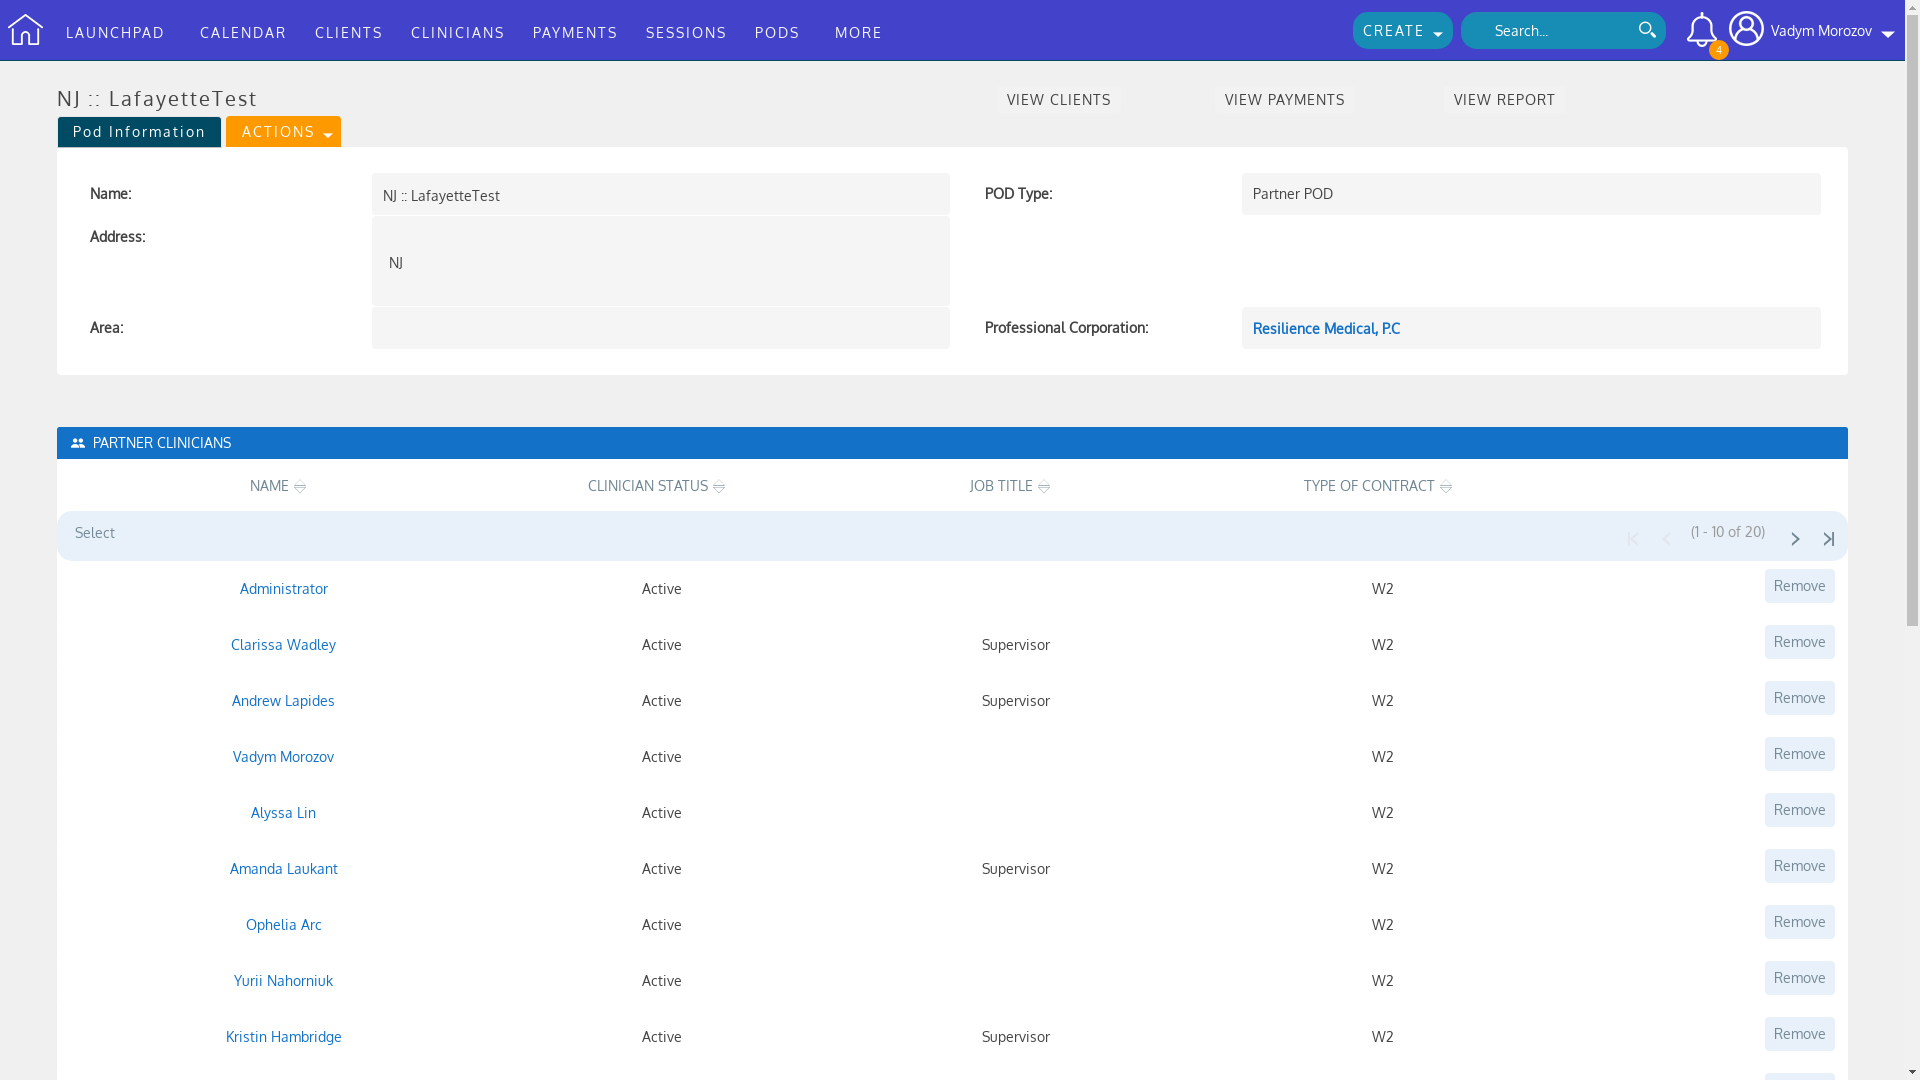 LAUNCHPAD CALENDAR CLIENTS CLINICIANS PAYMENTS SESSIONS PODS MORE CREATE Search... 4 Vadym Morozov
NJ :: LafayetteTest VIEW CLIENTS VIEW PAYMENTS VIEW REPORT
Pod Information ACTIONS
Name: NJ :: LafayetteTest POD Type: Partner POD
Address: NJ
Area: Professional Corporation: Resilience Medical, P.C
PARTNER CLINICIANS
NAME CLINICIAN STATUS JOB TITLE TYPE OF CONTRACT
Select (1 - 10 of 20)
Administrator Active W2 Remove
Clarissa Wadley Active Supervisor W2 Remove
Andrew Lapides Active Supervisor W2 Remove
Vadym Morozov Active W2 Remove
Alyssa Lin Active W2 Remove
Amanda Laukant Active Supervisor W2 Remove
Ophelia Arc Active W2 Remove
Yurii Nahorniuk Active W2 Remove
Kristin Hambridge Active Supervisor W2 Remove